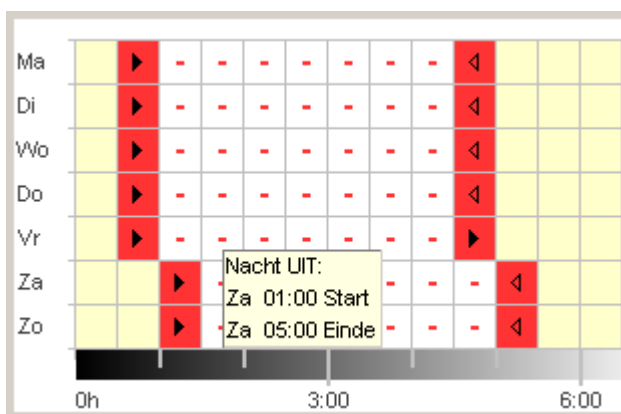 Ma
Di
Wo
Do
Vr
Za
Zo
Nacht UIT:
Za 01:00 Start
Za 05:00 Einde
0h 3:00 6:00